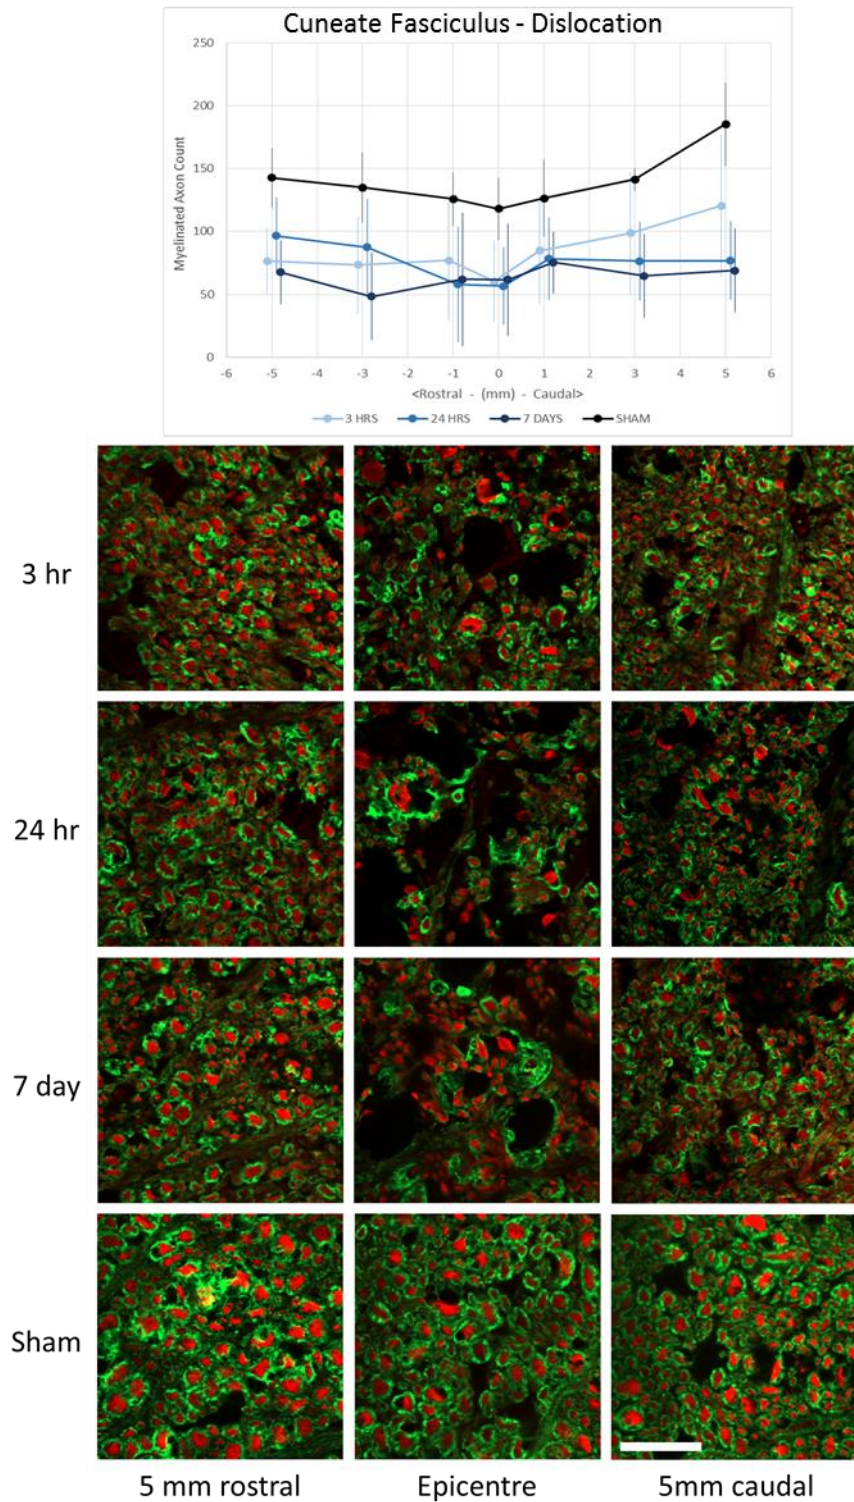 Cuneate Fasciculus - Dislocation
250
200
150
100
50
0
Myelinated Axon Count
-6 -5 -4 -3 -2 -1 0 1 2 3 4 5 6
<Rostral - (mm) - Caudal>
3 HRS 24 HRS 7 DAYS SHAM
3 hr
24 hr
7 day
Sham
5 mm rostral Epicentre 5mm caudal